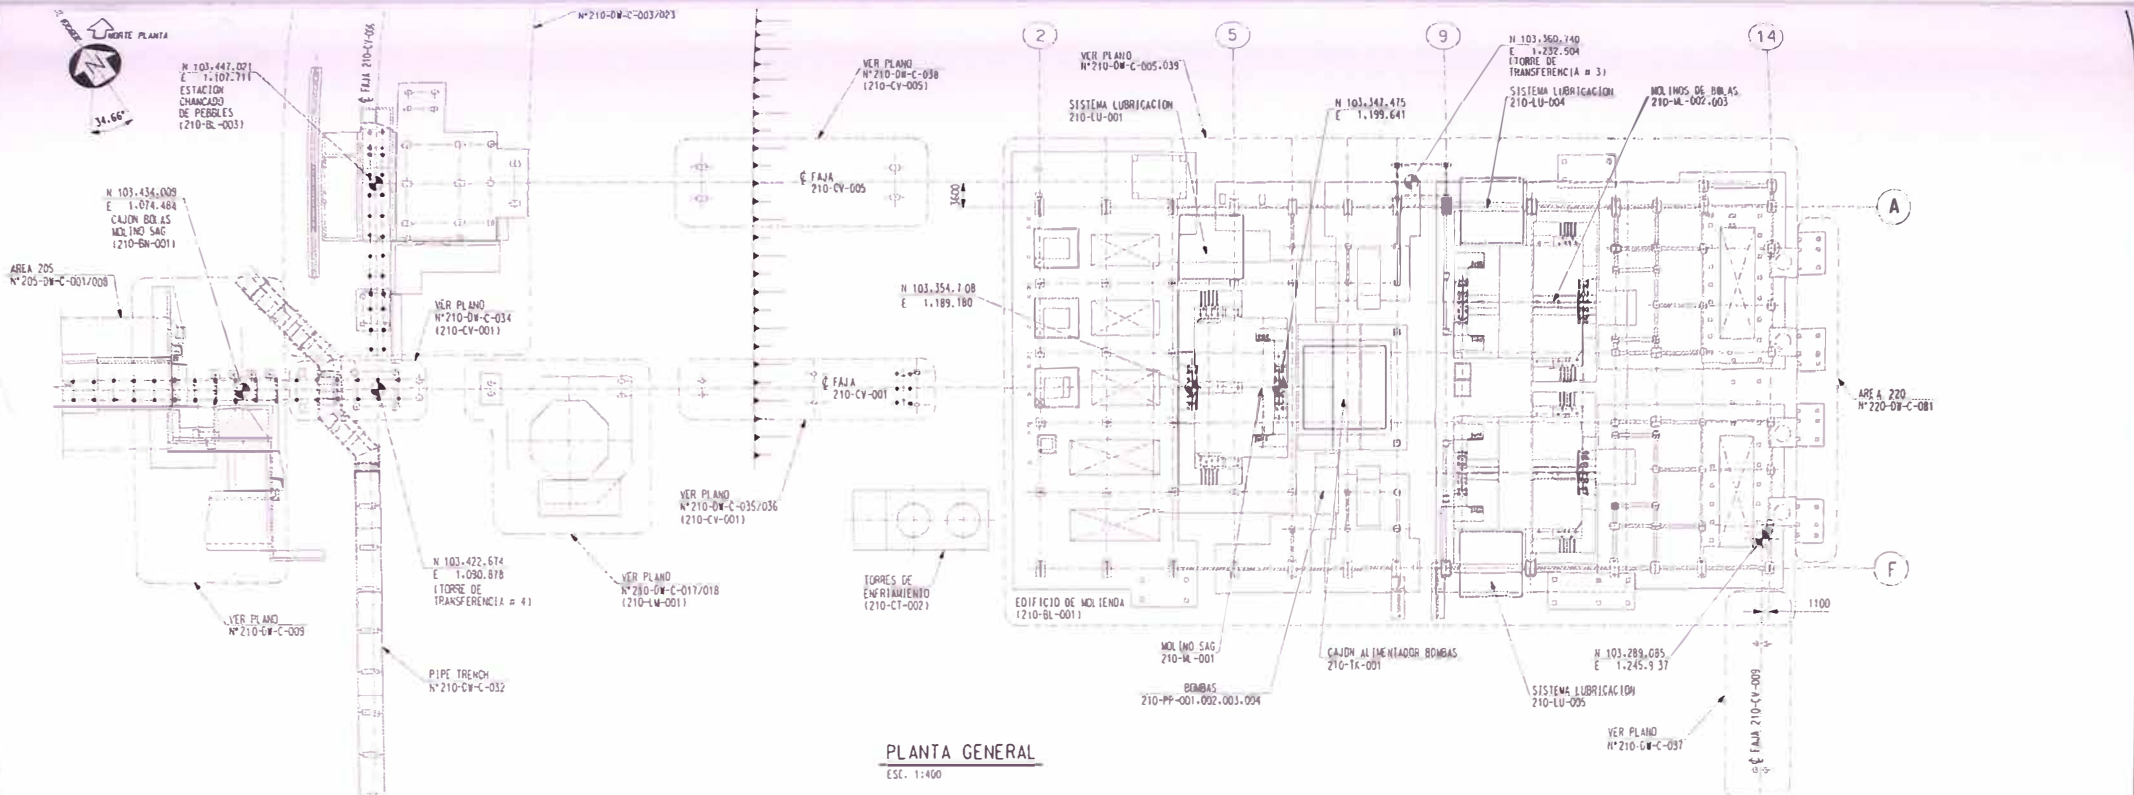 NORTE PLANTA
34.66°
N 103.447.021
E 1.107.711
ESTACION
CHANCADO
DE PEBBLES
(210-BL-003)
℄ FAJA 210-CV-006
N°210-DW-C-003/023
N 103.434.009
E 1.074.484
CAJON BOLAS
MOLINO SAG
(210-BN-001)
AREA 205
N°205-DW-C-001/008
VER PLANO
N°210-DW-C-034
(210-CV-001)
VER PLANO
N°210-DW-C-009
N 103.422.674
E 1.090.878
(TORRE DE
TRANSFERENCIA # 4)
PIPE TRENCH
N°210-DW-C-032
VER PLANO
N°210-DW-C-017/018
(210-LM-001)
VER PLANO
N°210-DW-C-035/036
(210-CV-001)
VER PLANO
N°210-DW-C-038
(210-CV-005)
℄ FAJA
210-CV-005
℄ FAJA
210-CV-001
3600
TORRES DE
ENFRIAMIENTO
(210-CT-002)
2
5
9
14
VER PLANO
N°210-DW-C-005.039
SISTEMA LUBRICACION
210-LU-001
N 103.347.475
E 1.199.641
N 103.360.740
E 1.232.504
(TORRE DE
TRANSFERENCIA # 3)
SISTEMA LUBRICACION
210-LU-004
MOLINOS DE BOLAS
210-ML-002.003
N 103.354.708
E 1.189.180
A
F
AREA 220
N°220-DW-C-081
1100
EDIFICIO DE MOLIENDA
(210-BL-001)
MOLINO SAG
210-ML-001
BOMBAS
210-PP-001.002.003.004
CAJON ALIMENTADOR BOMBAS
210-TK-001
N 103.289.085
E 1.245.937
SISTEMA LUBRICACION
210-LU-005
VER PLANO
N°210-DW-C-037
℄ FAJA 210-CV-009
PLANTA GENERAL
ESC. 1:400